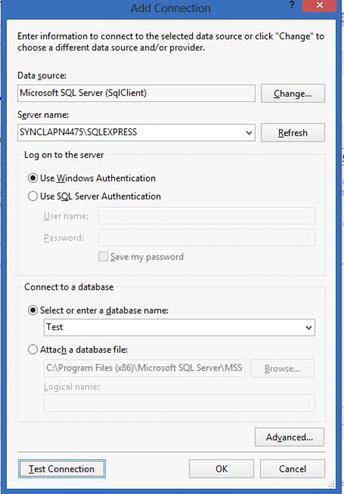 Add Connection
?
Enter information to connect to the selected data source or click "Change" to
choose a different data source and/or provider.
Data source:
Microsoft SQL Server (SqlClient)
Change...
Server name:
SYNCLAPN4475\SQLEXPRESS
Refresh
Log on to the server
Use Windows Authentication
Use SQL Server Authentication
User name:
Password:
Save my password
Connect to a database
Select or enter a database name:
Test
Attach a database file:
C:\Program Files (x86)\Microsoft SQL Server\MSS
Browse...
Logical name:
Advanced...
Test Connection
OK
Cancel